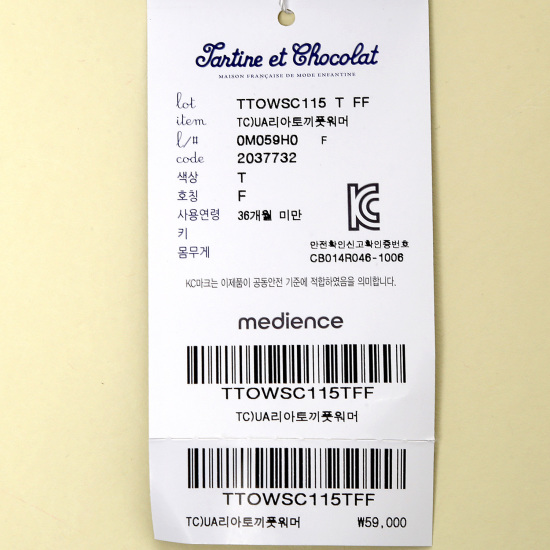 Tartine et Chocolat
MAISON FRANÇAISE DE MODE ENFANTINE
lot TTOWSC115 T FF
item TC)UA리아토끼풋워머
l/# 0M059H0 F
code 2037732
색상 T
호칭 F
사용연령 36개월 미만
키
몸무게
KC
안전확인신고확인증번호
CB014R046-1006
KC마크는 이제품이 공동안전 기준에 적합하였음을 의미합니다.
medience
TTOWSC115TFF
TC)UA리아토끼풋워머
TTOWSC115TFF
TC)UA리아토끼풋워머 ₩59,000